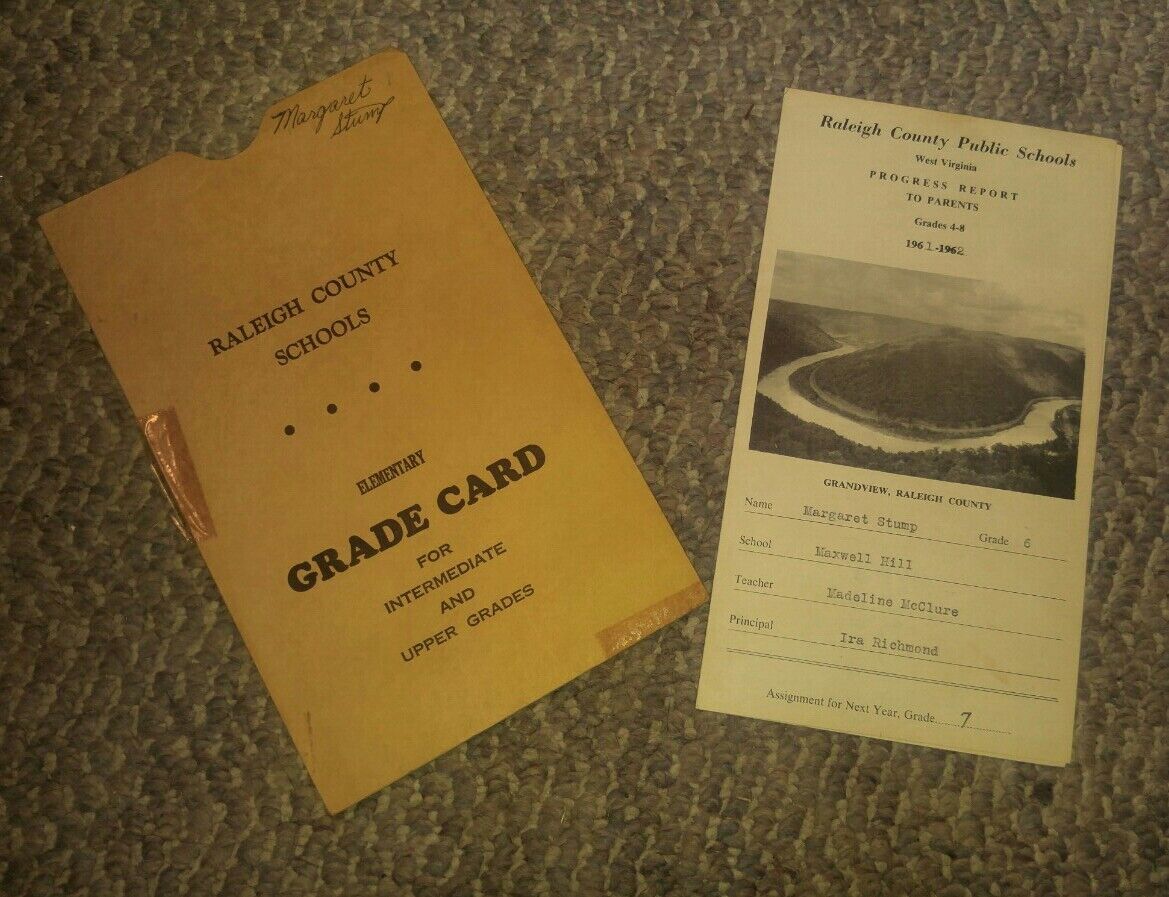 Margaret
Stump
RALEIGH COUNTY
SCHOOLS
• • • •
ELEMENTARY
GRADE CARD
FOR
INTERMEDIATE
AND
UPPER GRADES
Raleigh County Public Schools
West Virginia
PROGRESS REPORT
TO PARENTS
Grades 4-8
1961-1962
GRANDVIEW, RALEIGH COUNTY
Name Margaret Stump Grade 6
School Maxwell Hill
Teacher Madeline McClure
Principal Ira Richmond
Assignment for Next Year, Grade 7